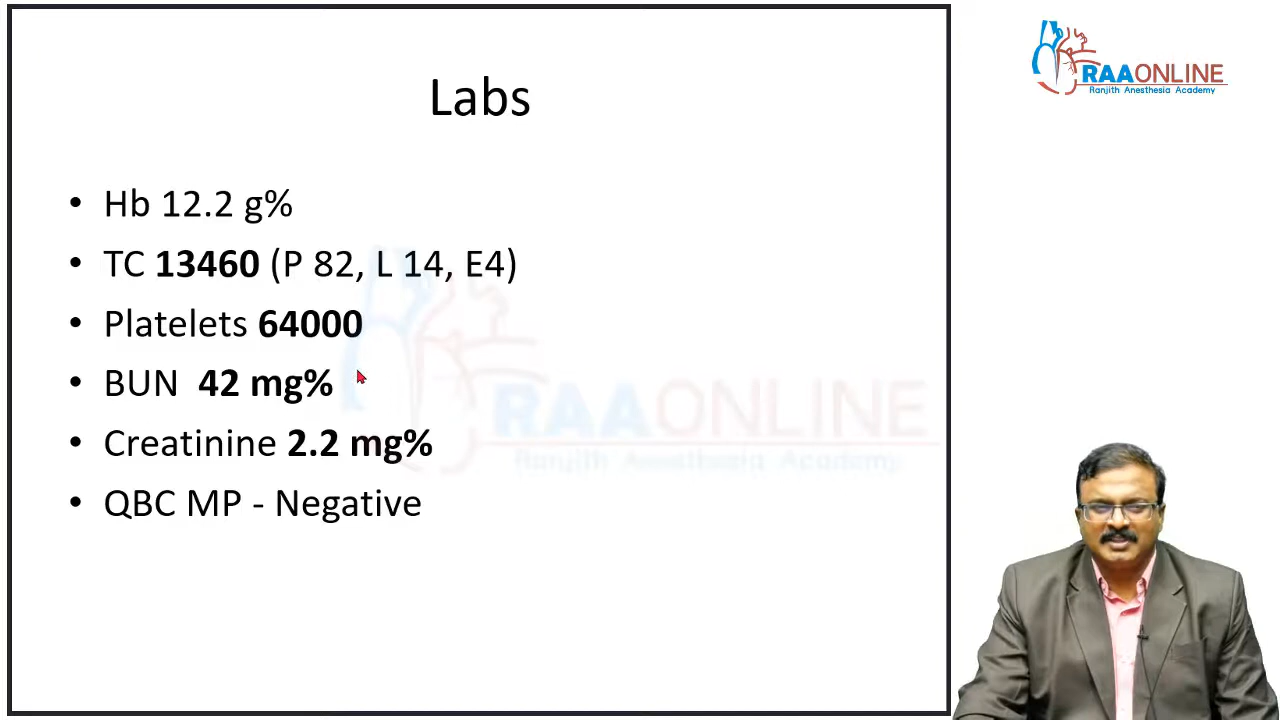 Labs
RAAONLINE
Ranjith Anesthesia Academy
• Hb 12.2 g%
• TC 13460 (P 82, L 14, E4)
• Platelets 64000
• BUN  42 mg%
• Creatinine 2.2 mg%
• QBC MP - Negative
RAAONLINE
Ranjith Anesthesia Academy